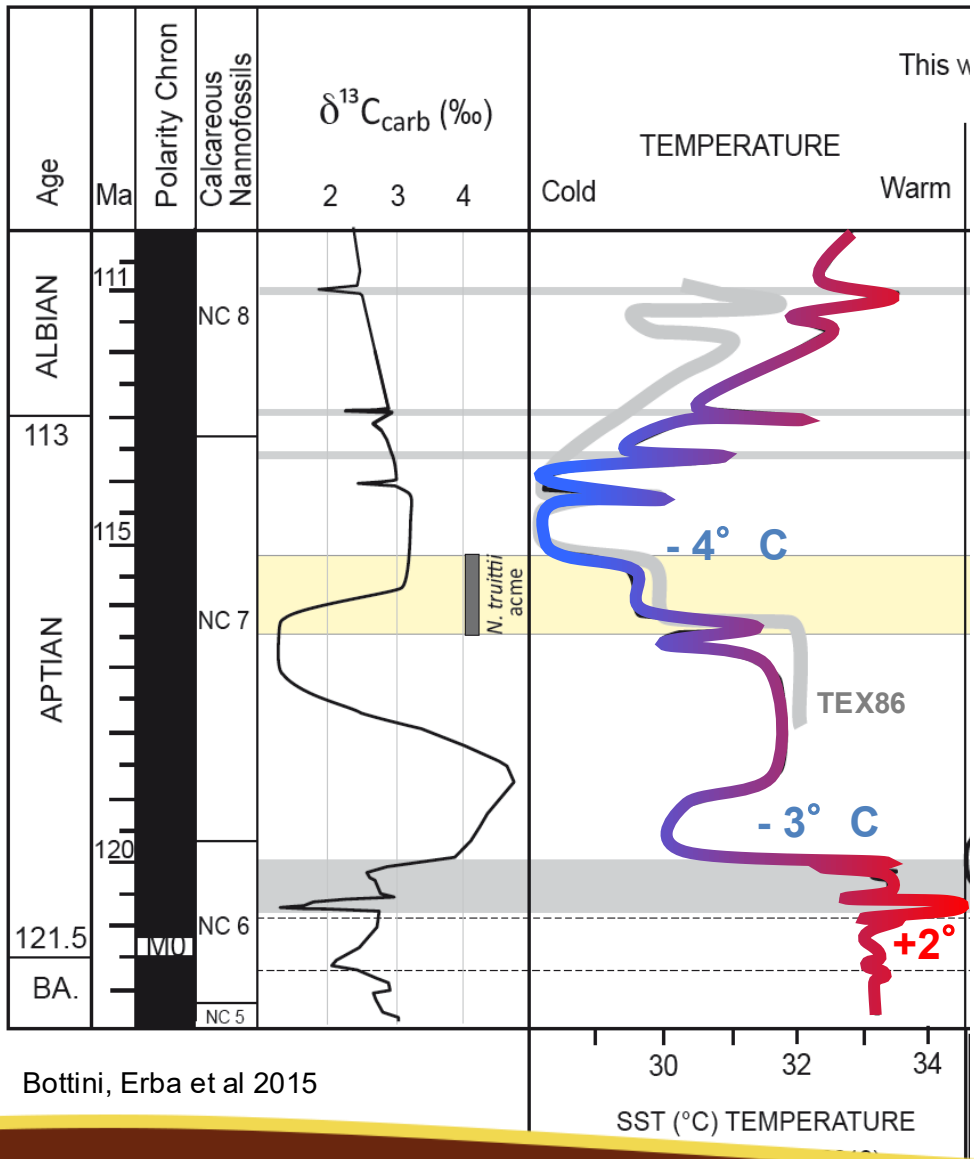 This w
Age
Ma
Polarity Chron
Calcareous
Nannofossils
δ¹³Ccarb (‰)
2 3 4
TEMPERATURE
Cold Warm
ALBIAN
APTIAN
BA.
113
121.5
111
115
120
M0
NC 8
NC 7
NC 6
NC 5
N. truittii
acme
- 4° C
TEX86
- 3° C
+2°
30 32 34
SST (°C) TEMPERATURE
Bottini, Erba et al 2015